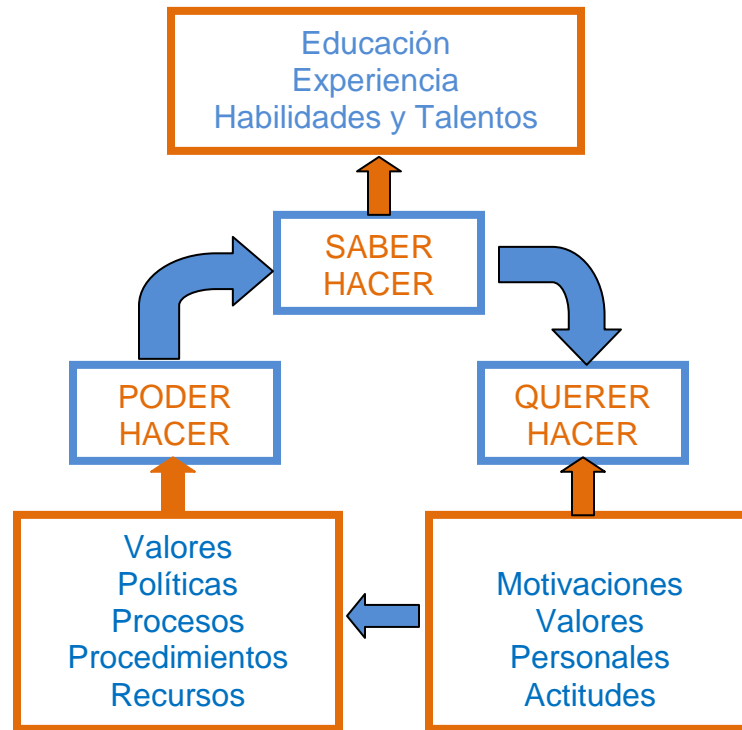 Educación
Experiencia
Habilidades y Talentos
SABER
HACER
PODER
HACER
QUERER
HACER
Valores
Políticas
Procesos
Procedimientos
Recursos
Motivaciones
Valores
Personales
Actitudes